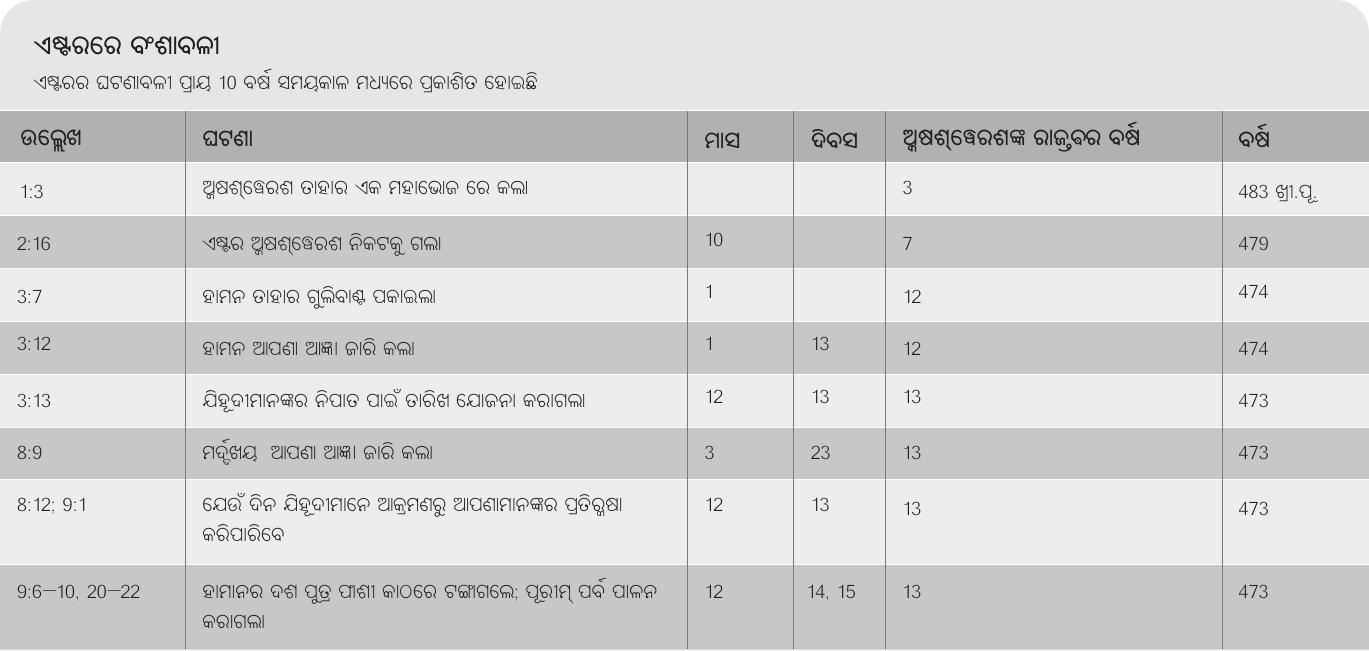 ଏଷ୍ଟରରେ ବଂଶାବଳୀ
ଏଷ୍ଟରର ଘଟଣାବଳୀ ପ୍ରାୟ 10 ବର୍ଷ ସମୟକାଳ ମଧ୍ୟରେ ପ୍ରକାଶିତ ହୋଇଛି
ଉଲ୍ଲେଖ ଘଟଣା ମାସ ଦିବସ ଅକ୍ଷଶ୍ୱେରଶଙ୍କ ରାଜତ୍ଵର ବର୍ଷ ବର୍ଷ
1:3 ଅକ୍ଷଶ୍ୱେରଶ ତାହାର ଏକ ମହାଭୋଜ ରେ କଲା 3 483 ଖ୍ରୀ.ପୂ.
2:16 ଏଷ୍ଟର ଅକ୍ଷଶ୍ୱେରଶ ନିକଟକୁ ଗଲା 10 7 479
3:7 ହାମନ ତାହାର ଗୁଲିବାଣ୍ଟ ପକାଇଲା 1 12 474
3:12 ହାମନ ଆପଣା ଆଜ୍ଞା ଜାରି କଲା 1 13 12 474
3:13 ଯିହୂଦୀମାନଙ୍କର ନିପାତ ପାଇଁ ତାରିଖ ଯୋଜନା କରାଗଲା 12 13 13 473
8:9 ମର୍ଦ୍ଦଖୟ ଆପଣା ଆଜ୍ଞା ଜାରି କଲା 3 23 13 473
8:12; 9:1 ଯେଉଁ ଦିନ ଯିହୂଦୀମାନେ ଆକ୍ରମଣରୁ ଆପଣାମାନଙ୍କର ପ୍ରତିରକ୍ଷା 12 13 13 473
କରିପାରିବେ
9:6—10, 20—22 ହାମାନର ଦଶ ପୁତ୍ର ଫାଶୀ କାଠରେ ଟଙ୍ଗାଗଲେ; ପୂରୀମ୍ ପର୍ବ ପାଳନ 12 14, 15 13 473
କରାଗଲା